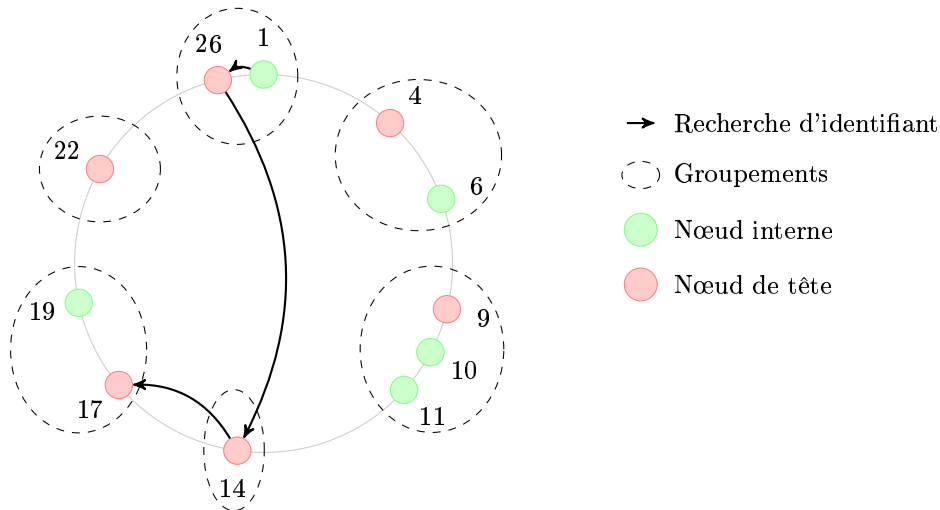 26
1
4
22
6
19
9
10
17
11
14
Recherche d'identifiant
Groupements
Nœud interne
Nœud de tête